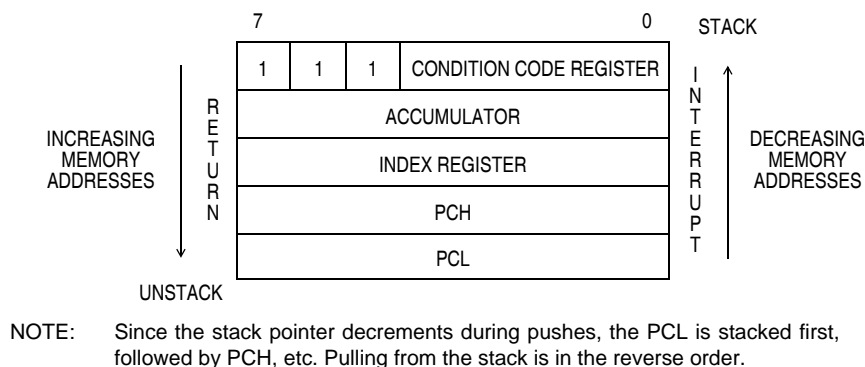 7 0 STACK
1 1 1 CONDITION CODE REGISTER
ACCUMULATOR
INDEX REGISTER
PCH
PCL
INCREASING
MEMORY
ADDRESSES
RETURN
INTERRUPT
DECREASING
MEMORY
ADDRESSES
UNSTACK
NOTE: Since the stack pointer decrements during pushes, the PCL is stacked first,
followed by PCH, etc. Pulling from the stack is in the reverse order.